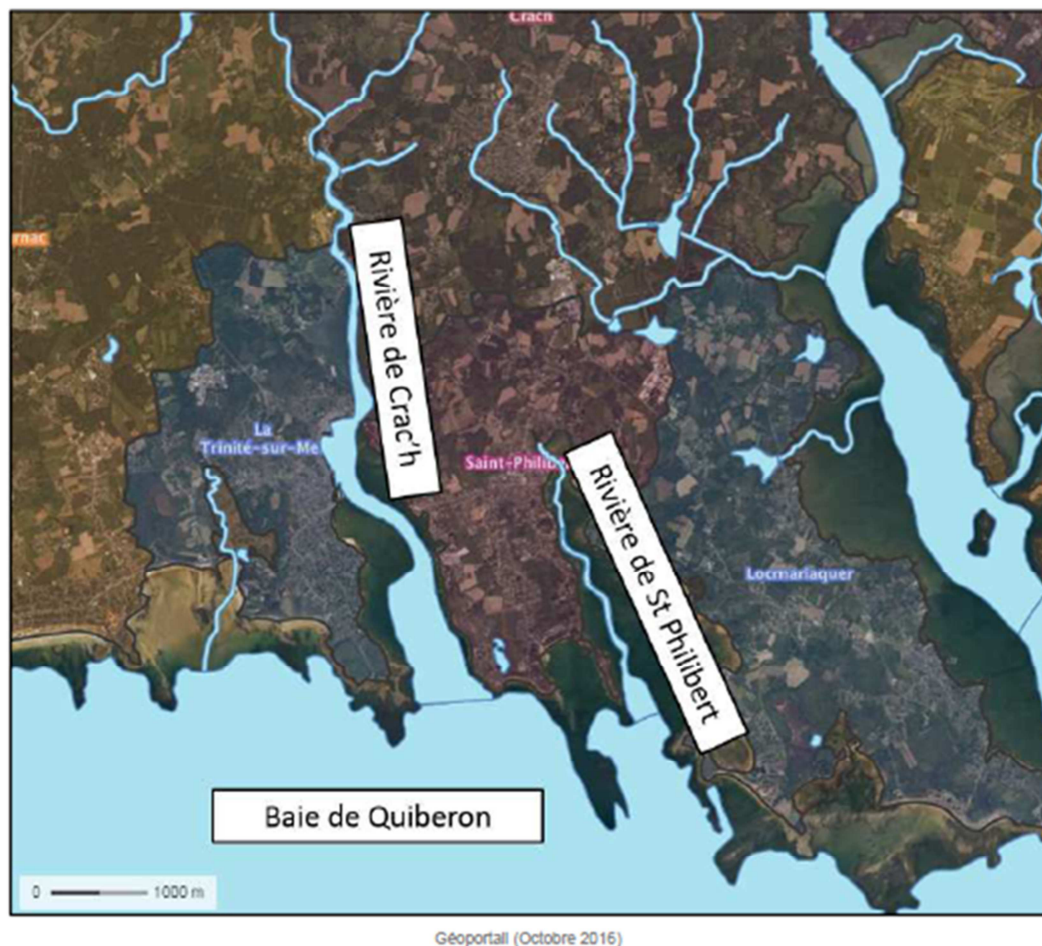 Crach
rnac
Rivière de Crac'h
La
Trinité-sur-Me
Saint-Philib
Rivière de St Philibert
Locmariaquer
Baie de Quiberon
0 1000 m
Géoportail (Octobre 2016)